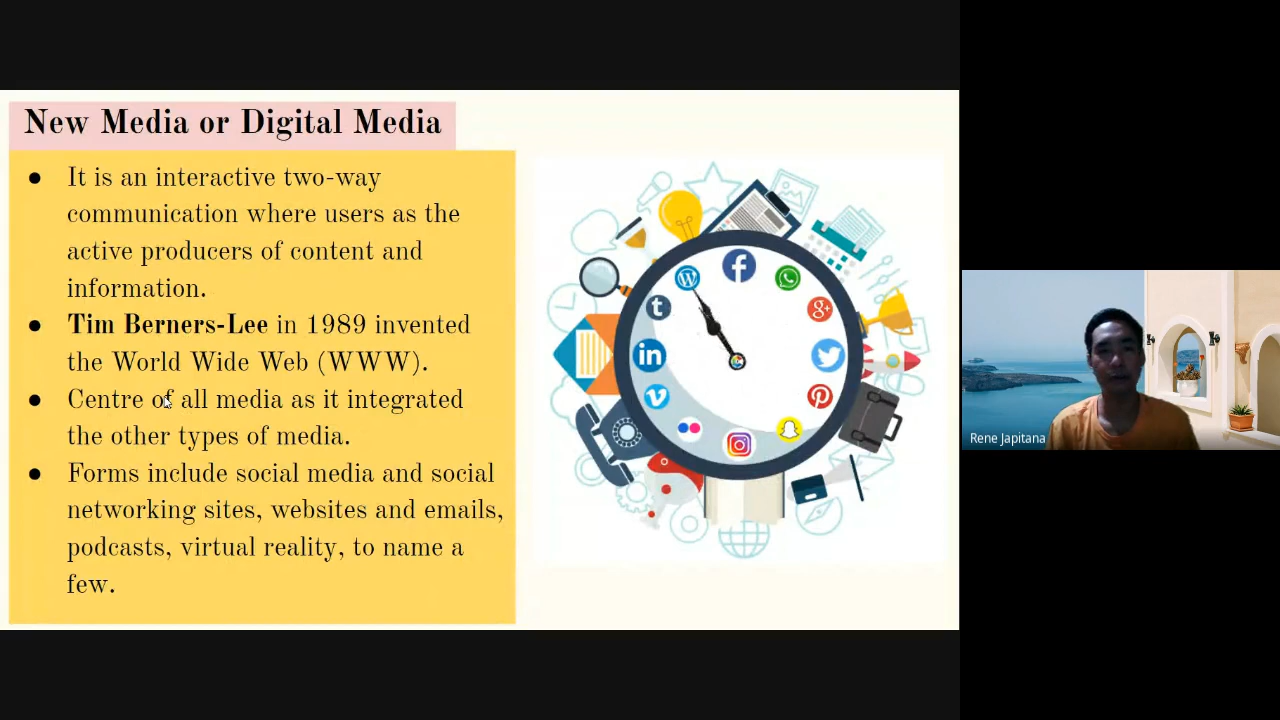 New Media or Digital Media
● It is an interactive two-way
communication where users as the
active producers of content and
information.
● Tim Berners-Lee in 1989 invented
the World Wide Web (WWW).
● Centre of all media as it integrated
the other types of media.
● Forms include social media and social
networking sites, websites and emails,
podcasts, virtual reality, to name a
few.
Rene Japitana